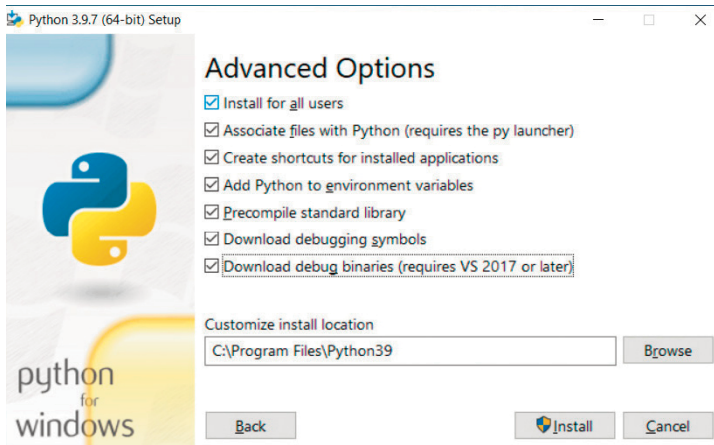 Python 3.9.7 (64-bit) Setup
Advanced Options
Install for all users
Associate files with Python (requires the py launcher)
Create shortcuts for installed applications
Add Python to environment variables
Precompile standard library
Download debugging symbols
Download debug binaries (requires VS 2017 or later)
Customize install location
C:\Program Files\Python39
Browse
python
for
windows
Back
Install
Cancel